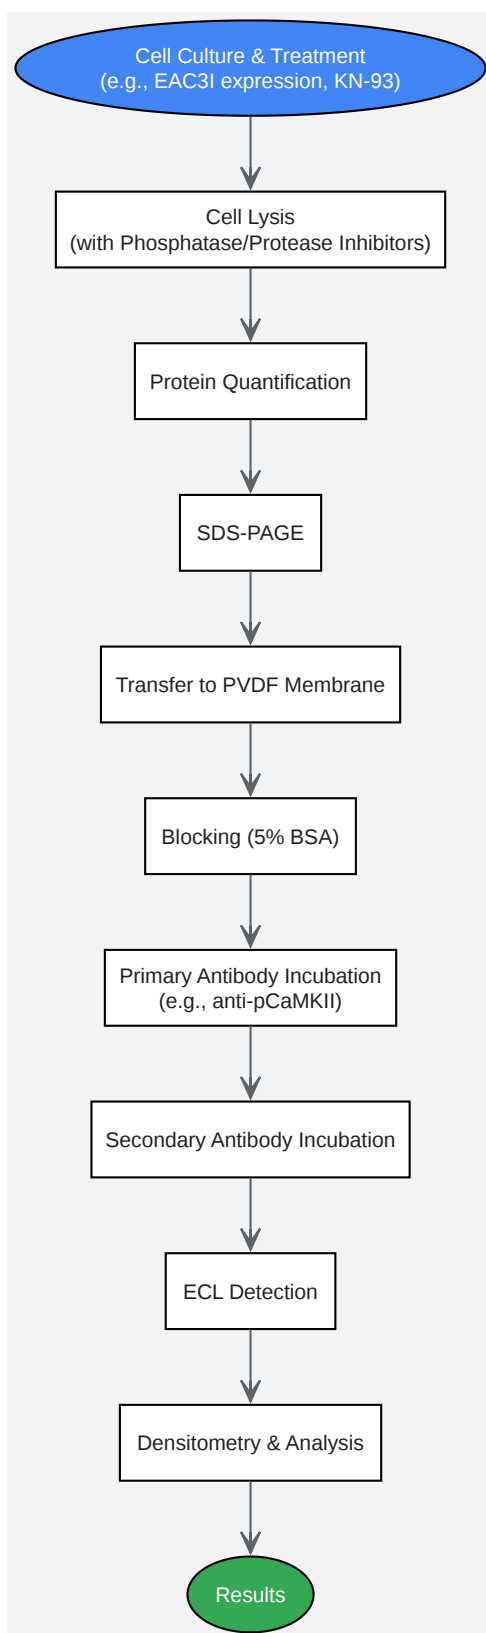 Cell Culture & Treatment
(e.g., EAC3I expression, KN-93)
Cell Lysis
(with Phosphatase/Protease Inhibitors)
Protein Quantification
SDS-PAGE
Transfer to PVDF Membrane
Blocking (5% BSA)
Primary Antibody Incubation
(e.g., anti-pCaMKII)
Secondary Antibody Incubation
ECL Detection
Densitometry & Analysis
Results